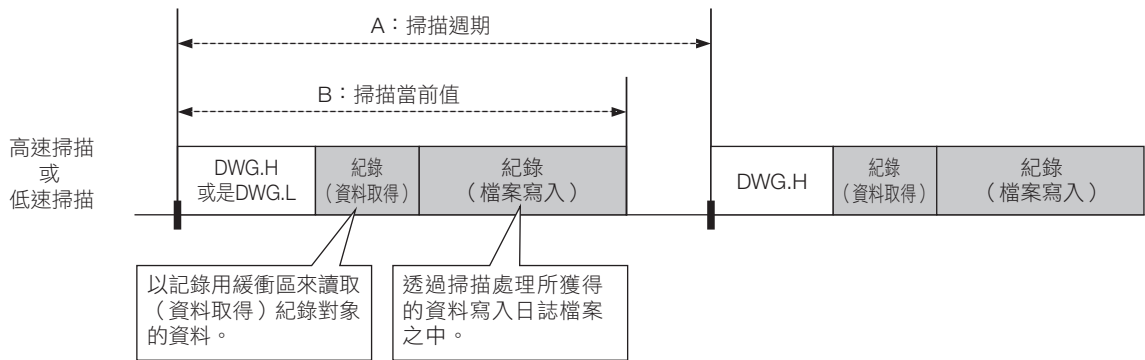 A：掃描週期
B：掃描當前值
高速掃描
或
低速掃描
DWG.H
或是DWG.L
紀錄
（資料取得）
紀錄
（檔案寫入）
DWG.H
紀錄
（資料取得）
紀錄
（檔案寫入）
以記錄用緩衝區來讀取
（資料取得）紀錄對象
的資料。
透過掃描處理所獲得
的資料寫入日誌檔案
之中。